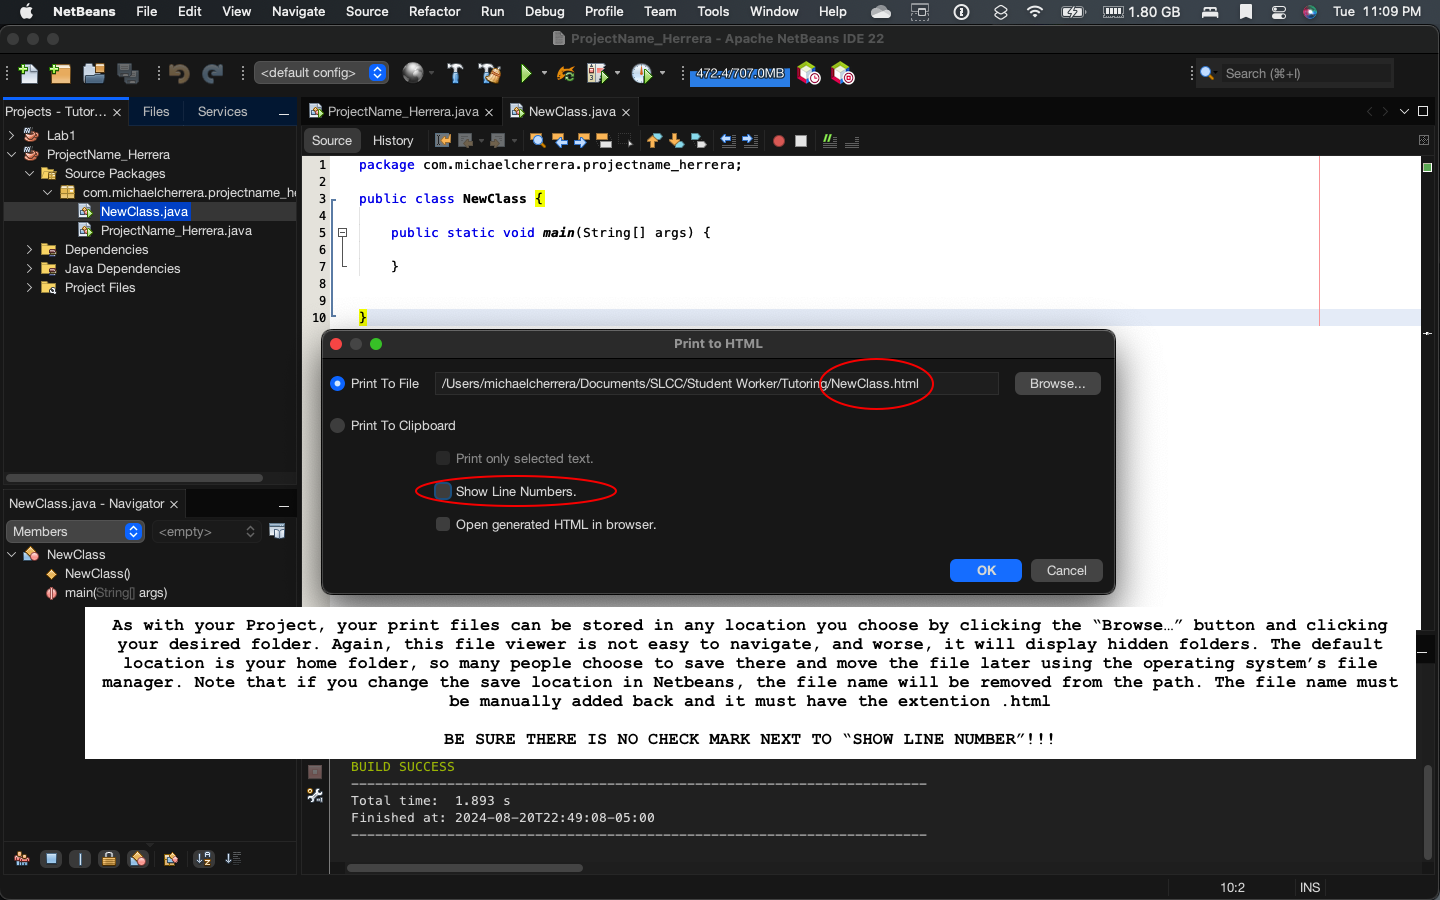 NetBeans File Edit View Navigate Source Refactor Run Debug Profile Team Tools Window Help 1.80 GB Tue 11:09 PM
ProjectName_Herrera - Apache NetBeans IDE 22
<default config> 472.4/707.0MB Search (⌘+I)
Projects - Tutor... × Files Services
ProjectName_Herrera.java × NewClass.java ×
Source History
Lab1
ProjectName_Herrera
Source Packages
com.michaelcherrera.projectname_he
NewClass.java
ProjectName_Herrera.java
Dependencies
Java Dependencies
Project Files
1 package com.michaelcherrera.projectname_herrera;
2
3 public class NewClass {
4
5 public static void main(String[] args) {
6
7 }
8
9
10 }
Print to HTML
Print To File /Users/michaelcherrera/Documents/SLCC/Student Worker/Tutoring/NewClass.html Browse...
Print To Clipboard
Print only selected text.
Show Line Numbers.
Open generated HTML in browser.
OK Cancel
NewClass.java - Navigator ×
Members <empty>
NewClass
NewClass()
main(String[] args)
As with your Project, your print files can be stored in any location you choose by clicking the “Browse…” button and clicking
your desired folder. Again, this file viewer is not easy to navigate, and worse, it will display hidden folders. The default
location is your home folder, so many people choose to save there and move the file later using the operating system’s file
manager. Note that if you change the save location in Netbeans, the file name will be removed from the path. The file name must
be manually added back and it must have the extention .html
BE SURE THERE IS NO CHECK MARK NEXT TO “SHOW LINE NUMBER”!!!
BUILD SUCCESS
------------------------------------------------------------------------
Total time: 1.893 s
Finished at: 2024-08-20T22:49:08-05:00
------------------------------------------------------------------------
10:2 INS